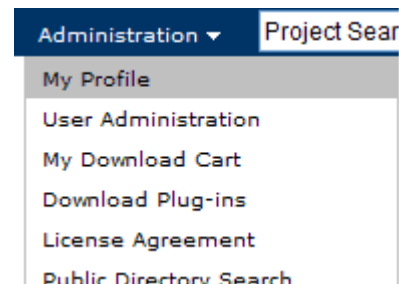 Administration ▾ Project Sear
My Profile
User Administration
My Download Cart
Download Plug-ins
License Agreement
Public Directory Search